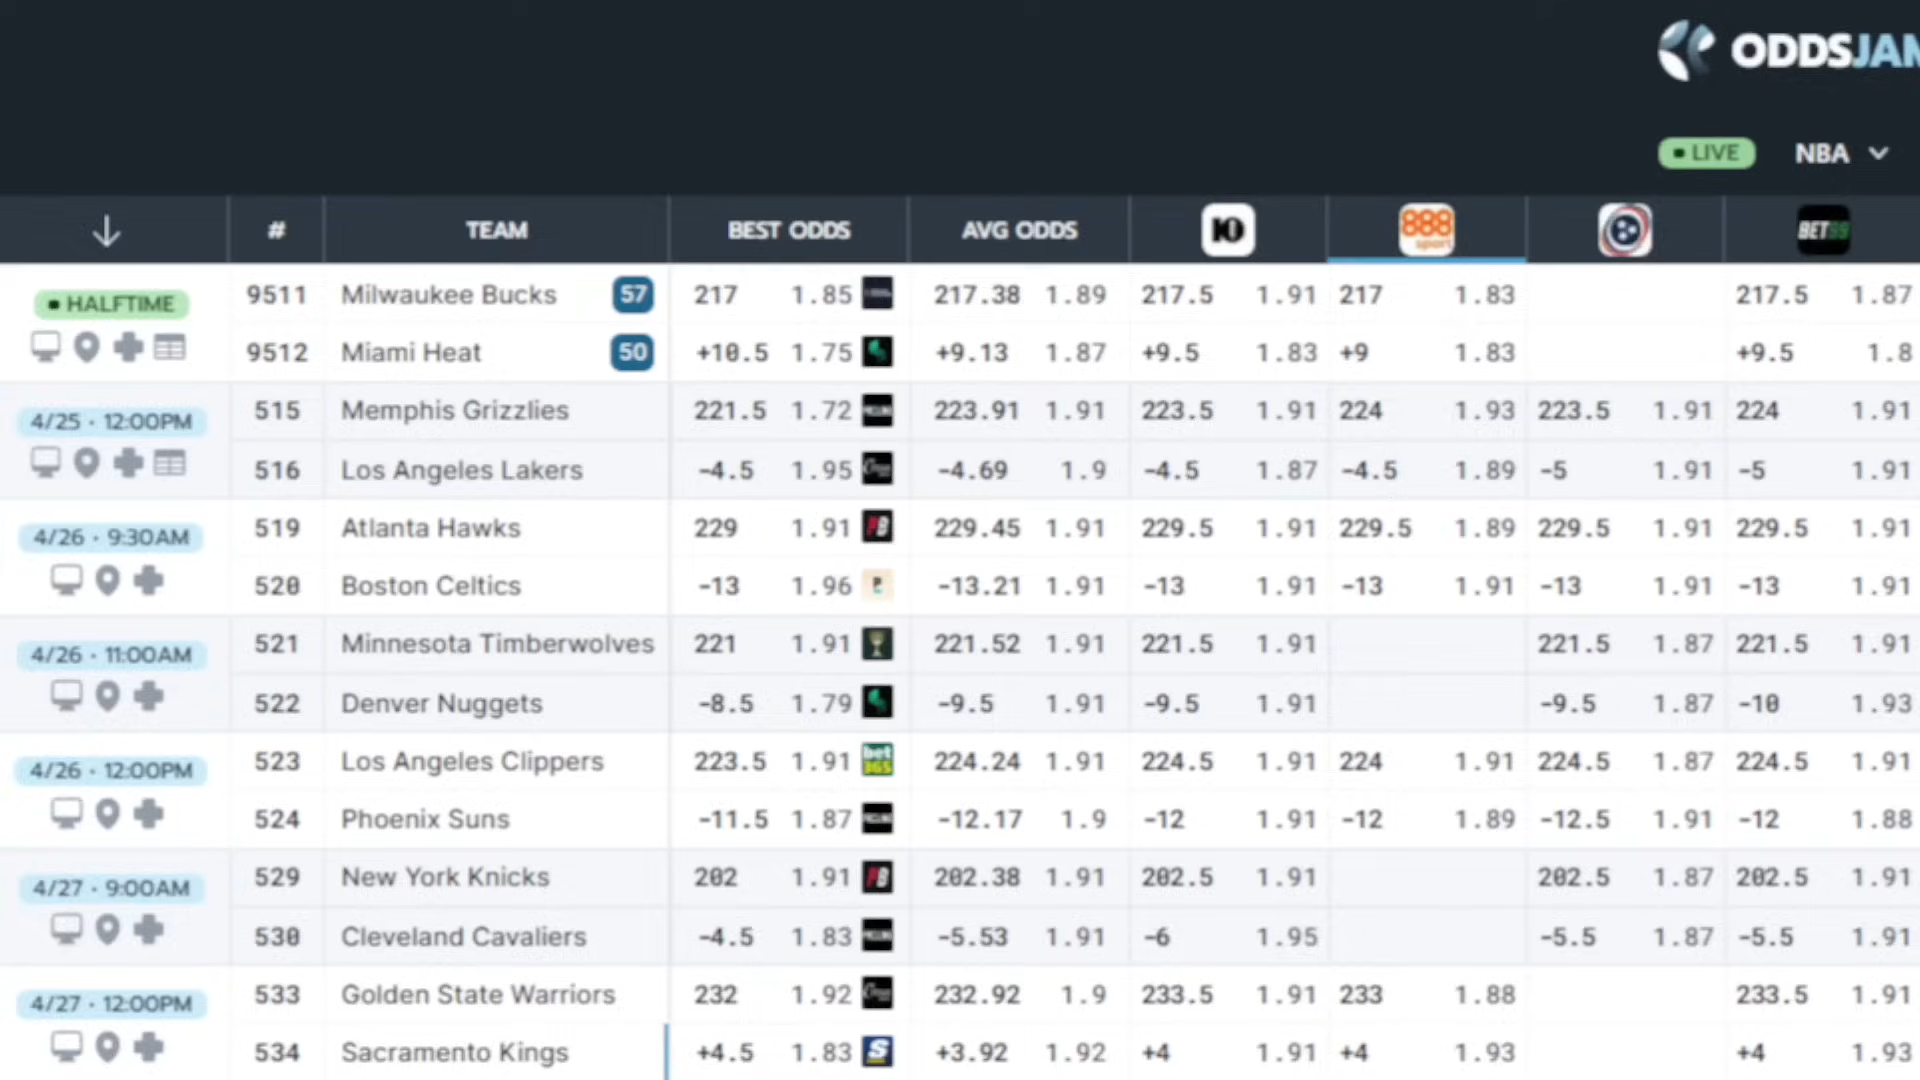 ODDSJAM
LIVE NBA
# TEAM BEST ODDS AVG ODDS 10 888 sport BET99
HALFTIME 9511 Milwaukee Bucks 57 217 1.85 217.38 1.89 217.5 1.91 217 1.83 217.5 1.87
9512 Miami Heat 50 +10.5 1.75 +9.13 1.87 +9.5 1.83 +9 1.83 +9.5 1.8
4/25 · 12:00PM 515 Memphis Grizzlies 221.5 1.72 223.91 1.91 223.5 1.91 224 1.93 223.5 1.91 224 1.91
516 Los Angeles Lakers -4.5 1.95 -4.69 1.9 -4.5 1.87 -4.5 1.89 -5 1.91 -5 1.91
4/26 · 9:30AM 519 Atlanta Hawks 229 1.91 229.45 1.91 229.5 1.91 229.5 1.89 229.5 1.91 229.5 1.91
520 Boston Celtics -13 1.96 -13.21 1.91 -13 1.91 -13 1.91 -13 1.91 -13 1.91
4/26 · 11:00AM 521 Minnesota Timberwolves 221 1.91 221.52 1.91 221.5 1.91 221.5 1.87 221.5 1.91
522 Denver Nuggets -8.5 1.79 -9.5 1.91 -9.5 1.91 -9.5 1.87 -10 1.93
4/26 · 12:00PM 523 Los Angeles Clippers 223.5 1.91 bet365 224.24 1.91 224.5 1.91 224 1.91 224.5 1.87 224.5 1.91
524 Phoenix Suns -11.5 1.87 -12.17 1.9 -12 1.91 -12 1.89 -12.5 1.91 -12 1.88
4/27 · 9:00AM 529 New York Knicks 202 1.91 202.38 1.91 202.5 1.91 202.5 1.87 202.5 1.91
530 Cleveland Cavaliers -4.5 1.83 -5.53 1.91 -6 1.95 -5.5 1.87 -5.5 1.91
4/27 · 12:00PM 533 Golden State Warriors 232 1.92 232.92 1.9 233.5 1.91 233 1.88 233.5 1.91
534 Sacramento Kings +4.5 1.83 S +3.92 1.92 +4 1.91 +4 1.93 +4 1.93